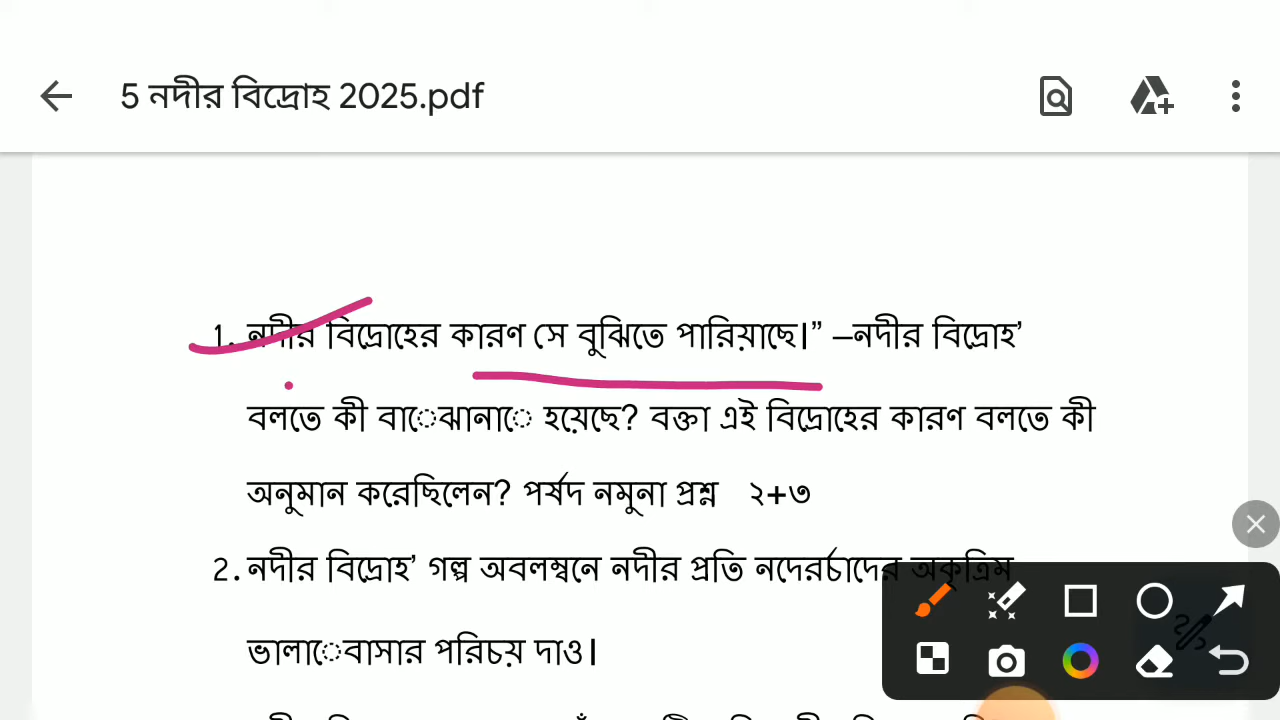 5 নদীর বিদ্রোহ 2025.pdf
1. নদীর বিদ্রোহের কারণ সে বুঝিতে পারিয়াছে।” –নদীর বিদ্রোহ’
বলতে কী বােঝানাে হয়েছে? বক্তা এই বিদ্রোহের কারণ বলতে কী
অনুমান করেছিলেন? পর্ষদ নমুনা প্রশ্ন ২+৩
2. নদীর বিদ্রোহ’ গল্প অবলম্বনে নদীর প্রতি নদেরচাঁদের অকৃত্রিম
ভালােবাসার পরিচয় দাও।